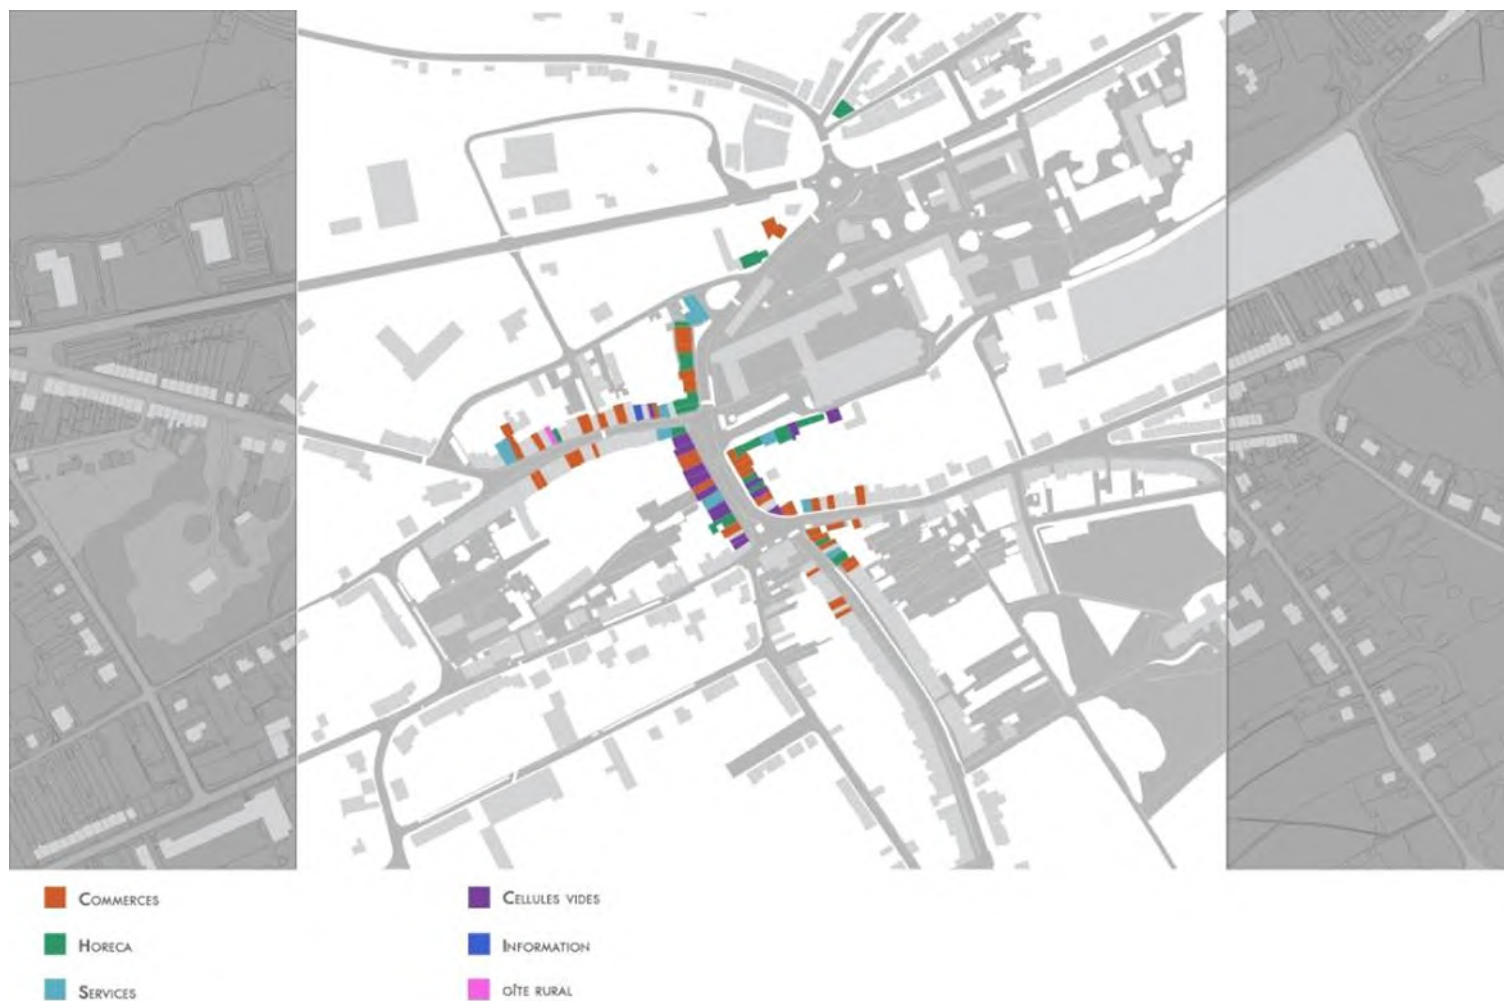 COMMERCES
CELLULES VIDES
HORECA
INFORMATION
SERVICES
GÎTE RURAL